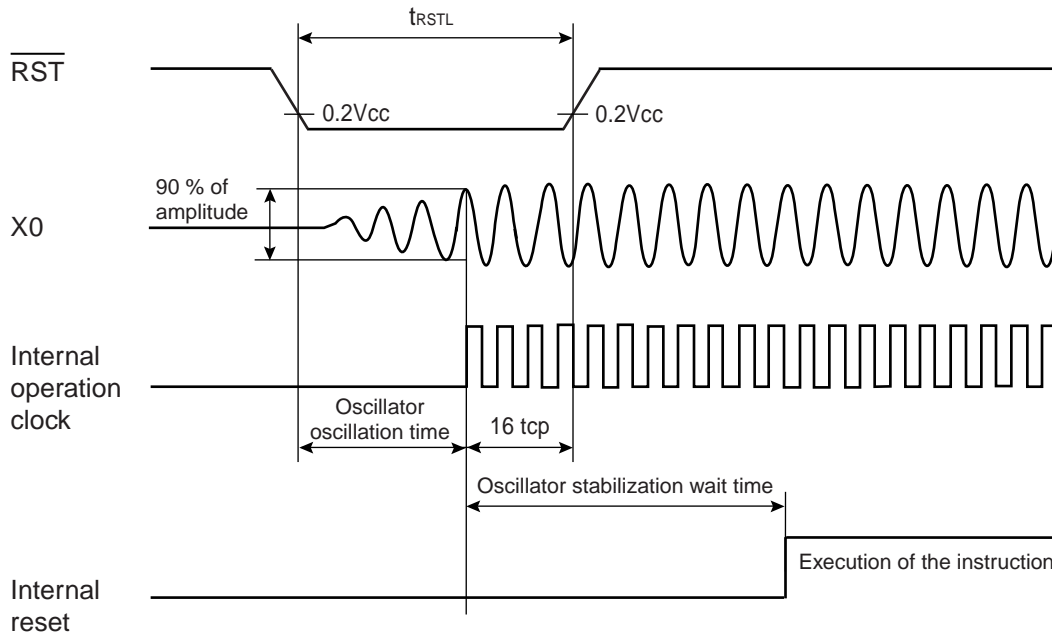 tRSTL
RST
0.2Vcc
0.2Vcc
90 % of
amplitude
X0
Internal
operation
clock
Oscillator
oscillation time
16 tcp
Oscillator stabilization wait time
Execution of the instruction
Internal
reset